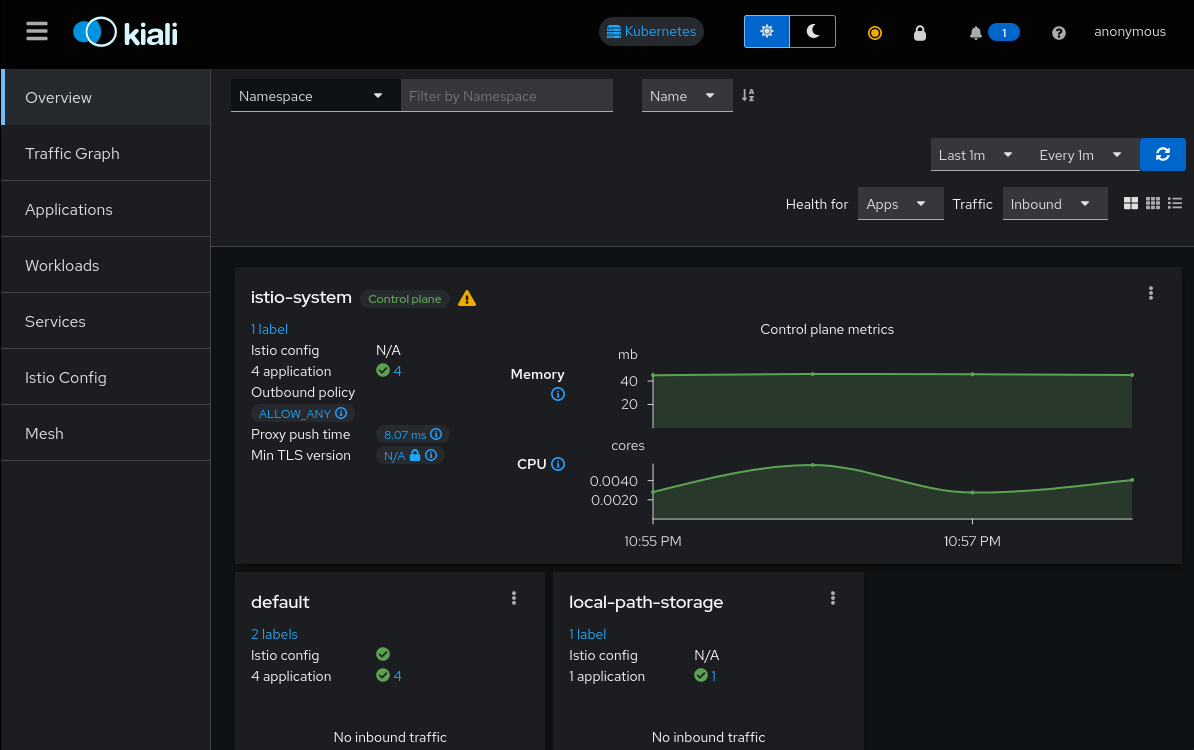 kiali
Kubernetes
1
anonymous
Overview
Traffic Graph
Applications
Workloads
Services
Istio Config
Mesh
Namespace Filter by Namespace Name
Last 1m Every 1m
Health for Apps Traffic Inbound
istio-system Control plane
1 label
Istio config N/A
4 application 4
Outbound policy
ALLOW_ANY
Proxy push time 8.07 ms
Min TLS version N/A
Control plane metrics
Memory
mb
40
20
CPU
cores
0.0040
0.0020
10:55 PM 10:57 PM
default
2 labels
Istio config
4 application 4
No inbound traffic
local-path-storage
1 label
Istio config N/A
1 application 1
No inbound traffic